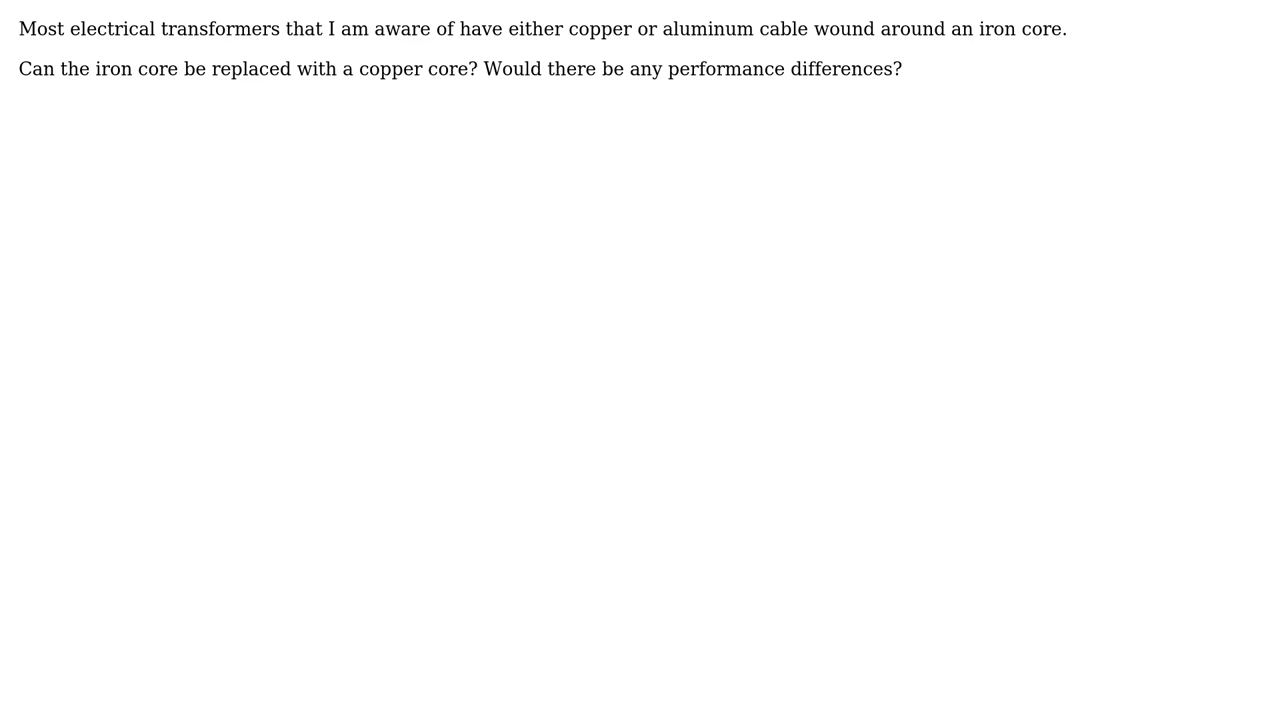 Most electrical transformers that I am aware of have either copper or aluminum cable wound around an iron core.
Can the iron core be replaced with a copper core? Would there be any performance differences?